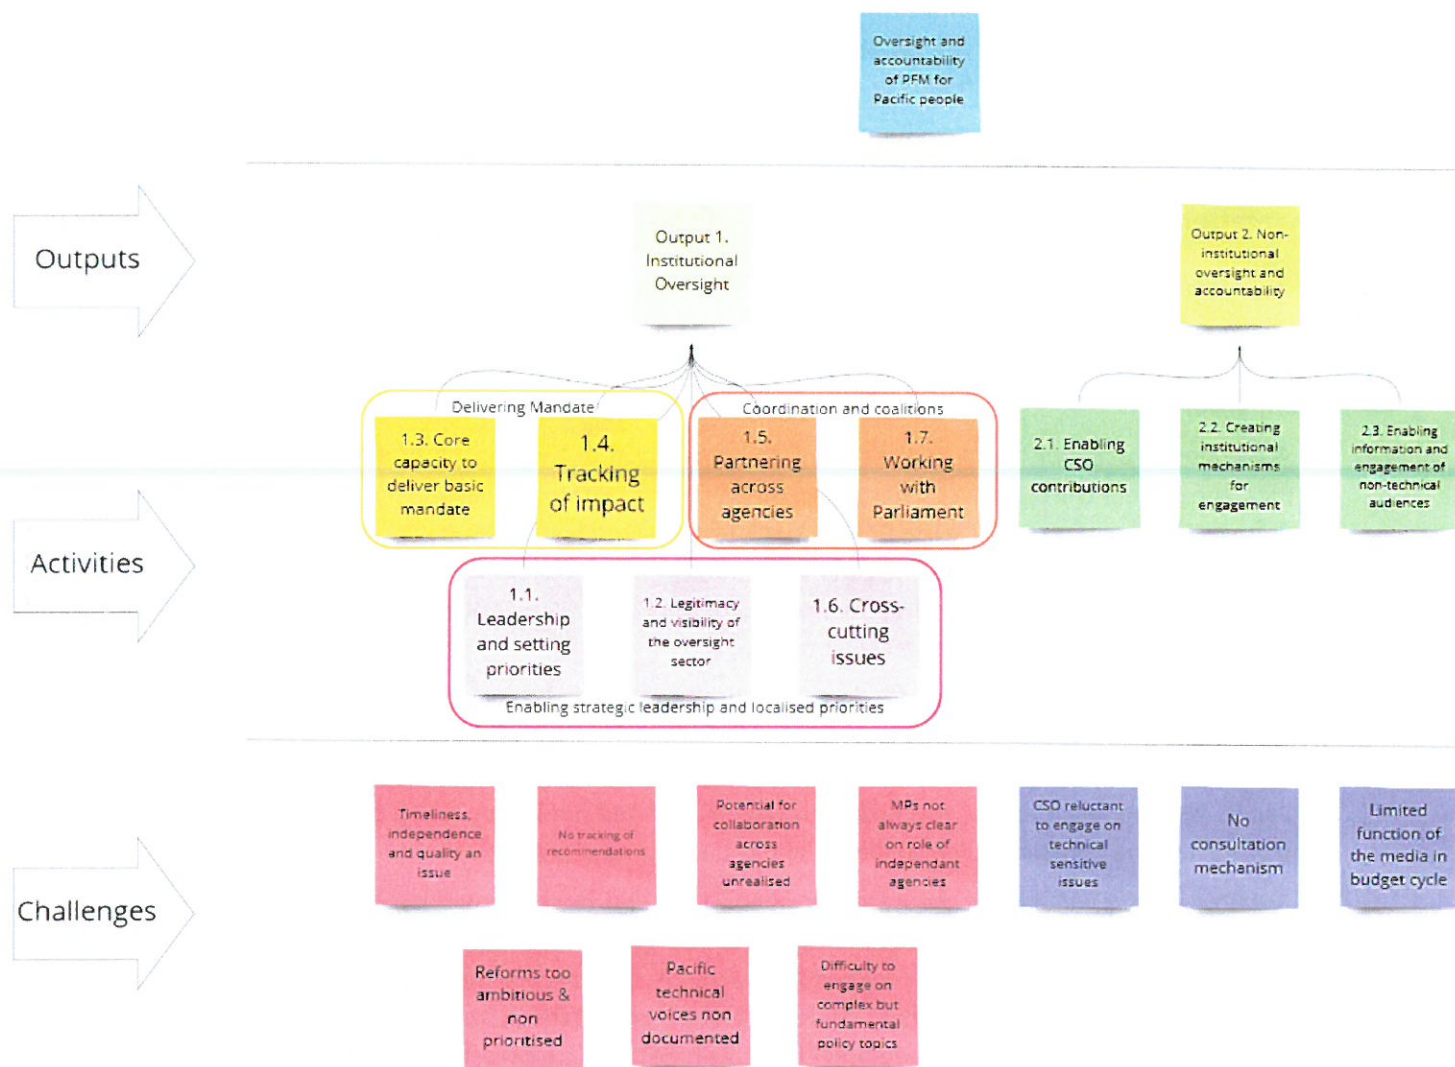 Oversight and
accountability
of PFM for
Pacific people
Outputs
Output 1.
Institutional
Oversight
Output 2. Non-
institutional
oversight and
accountability
Delivering Mandate
Coordination and coalitions
1.3. Core
capacity to
deliver basic
mandate
1.4.
Tracking
of impact
1.5.
Partnering
across
agencies
1.7.
Working
with
Parliament
2.1. Enabling
CSO
contributions
2.2. Creating
institutional
mechanisms
for
engagement
2.3. Enabling
information and
engagement of
non-technical
audiences
Activities
1.1.
Leadership
and setting
priorities
1.2. Legitimacy
and visibility of
the oversight
sector
1.6. Cross-
cutting
issues
Enabling strategic leadership and localised priorities
Challenges
Timeliness,
independence
and quality an
issue
No tracking of
recommendations
Potential for
collaboration
across
agencies
unrealised
MPs not
always clear
on role of
independant
agencies
CSO reluctant
to engage on
technical
sensitive
issues
No
consultation
mechanism
Limited
function of
the media in
budget cycle
Reforms too
ambitious &
non
prioritised
Pacific
technical
voices non
documented
Difficulty to
engage on
complex but
fundamental
policy topics